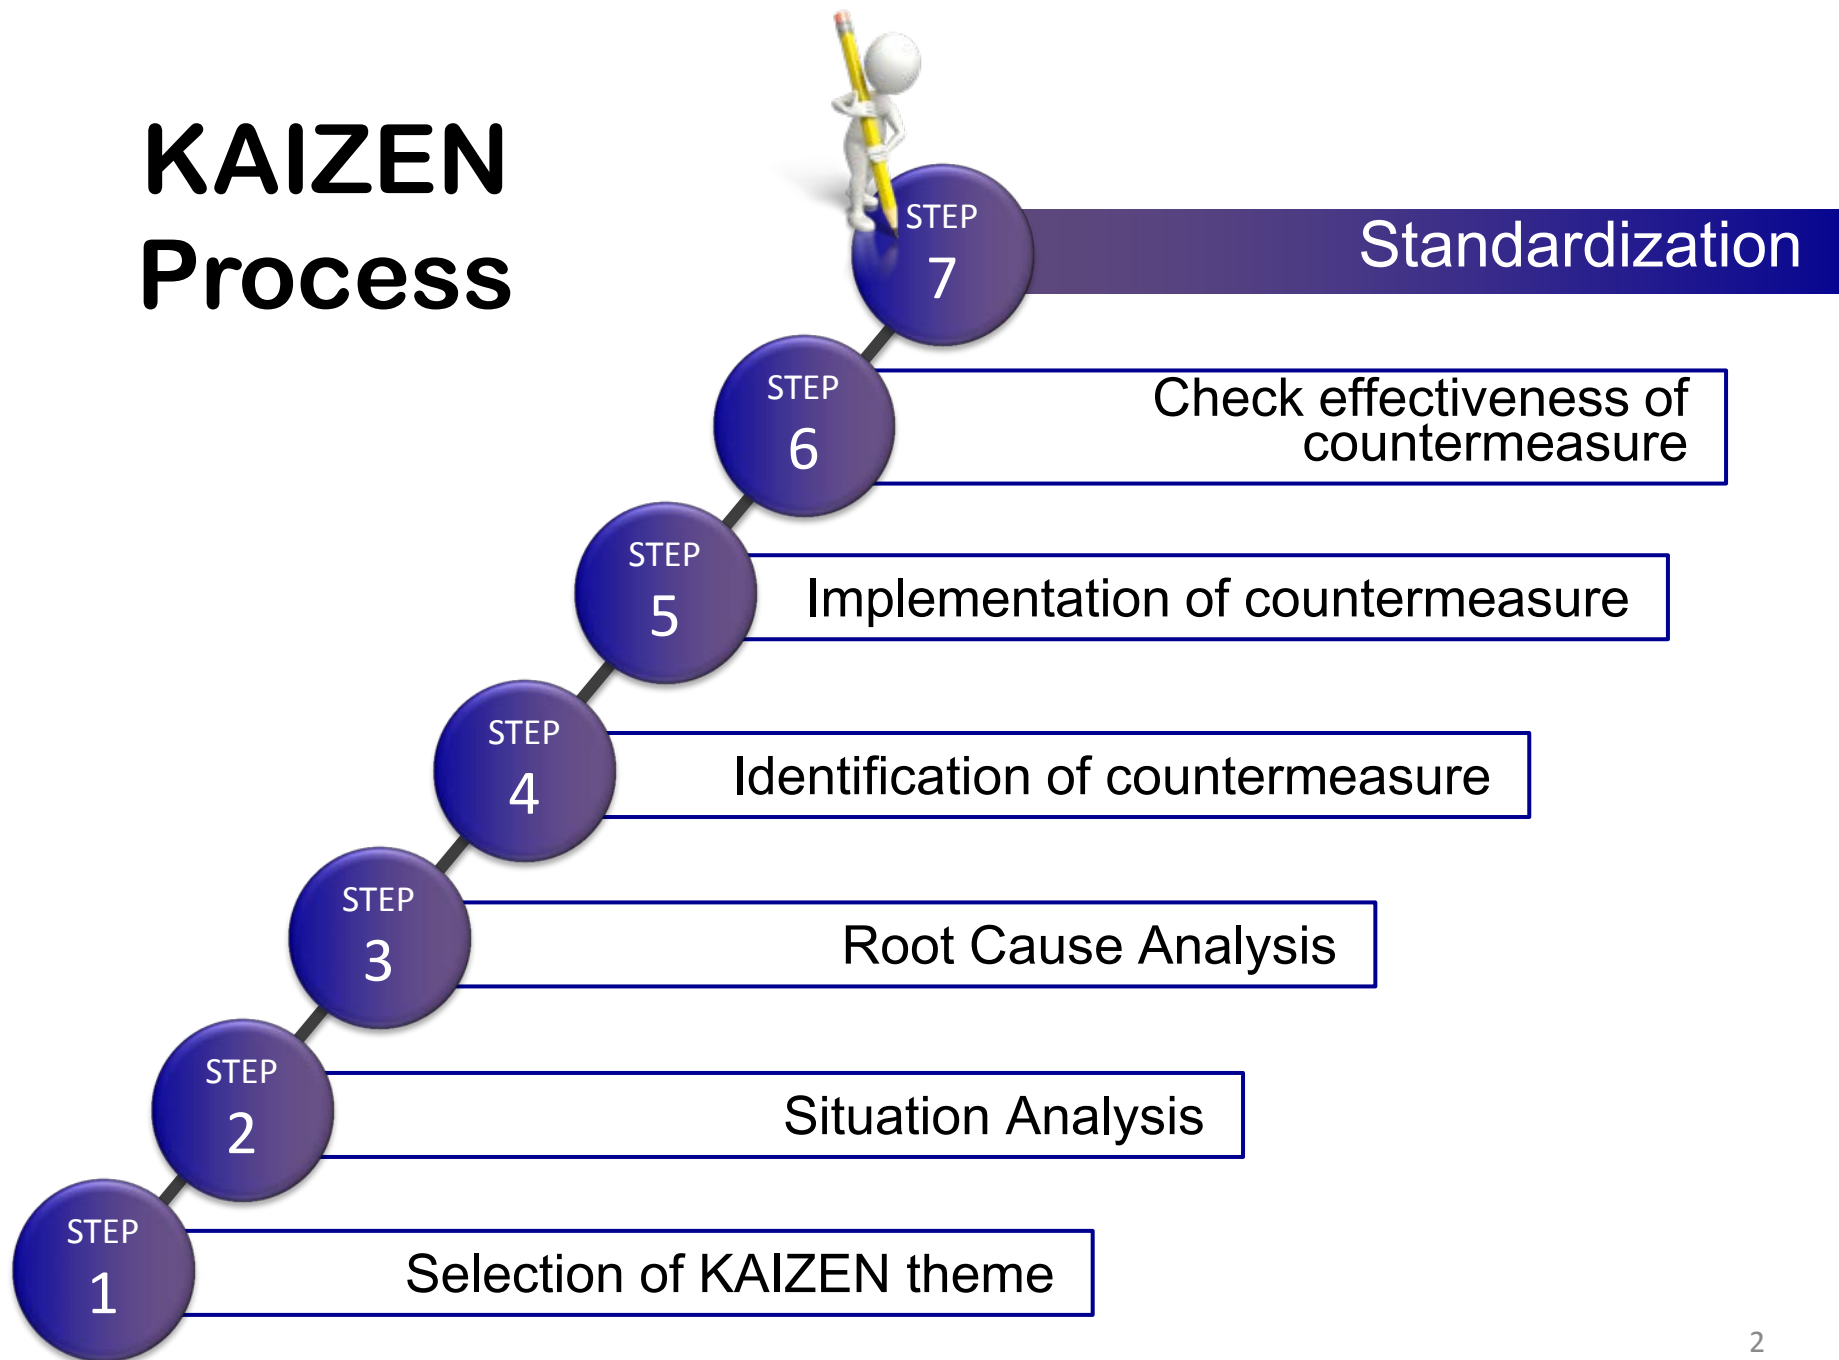 KAIZEN
Process
STEP
7
Standardization
STEP
6
Check effectiveness of
countermeasure
STEP
5
Implementation of countermeasure
STEP
4
Identification of countermeasure
STEP
3
Root Cause Analysis
STEP
2
Situation Analysis
STEP
1
Selection of KAIZEN theme
2